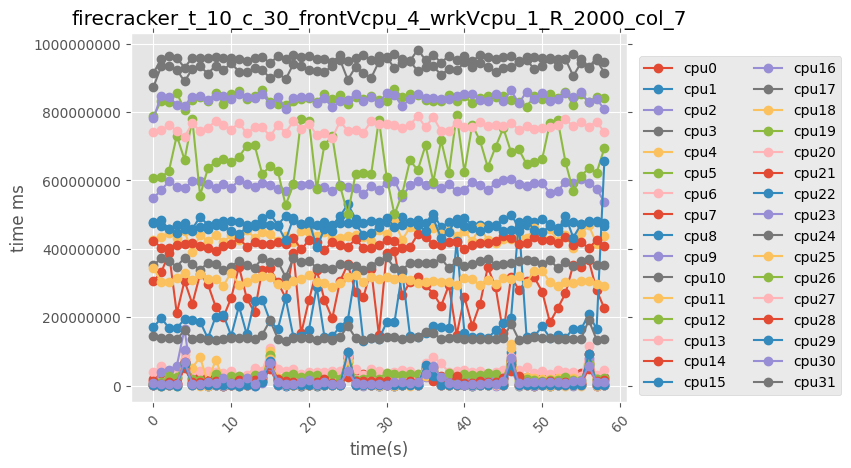 firecracker_t_10_c_30_frontVcpu_4_wrkVcpu_1_R_2000_col_7
time ms
1000000000
800000000
600000000
400000000
200000000
0
0
10
20
30
40
50
60
time(s)
cpu0
cpu1
cpu2
cpu3
cpu4
cpu5
cpu6
cpu7
cpu8
cpu9
cpu10
cpu11
cpu12
cpu13
cpu14
cpu15
cpu16
cpu17
cpu18
cpu19
cpu20
cpu21
cpu22
cpu23
cpu24
cpu25
cpu26
cpu27
cpu28
cpu29
cpu30
cpu31